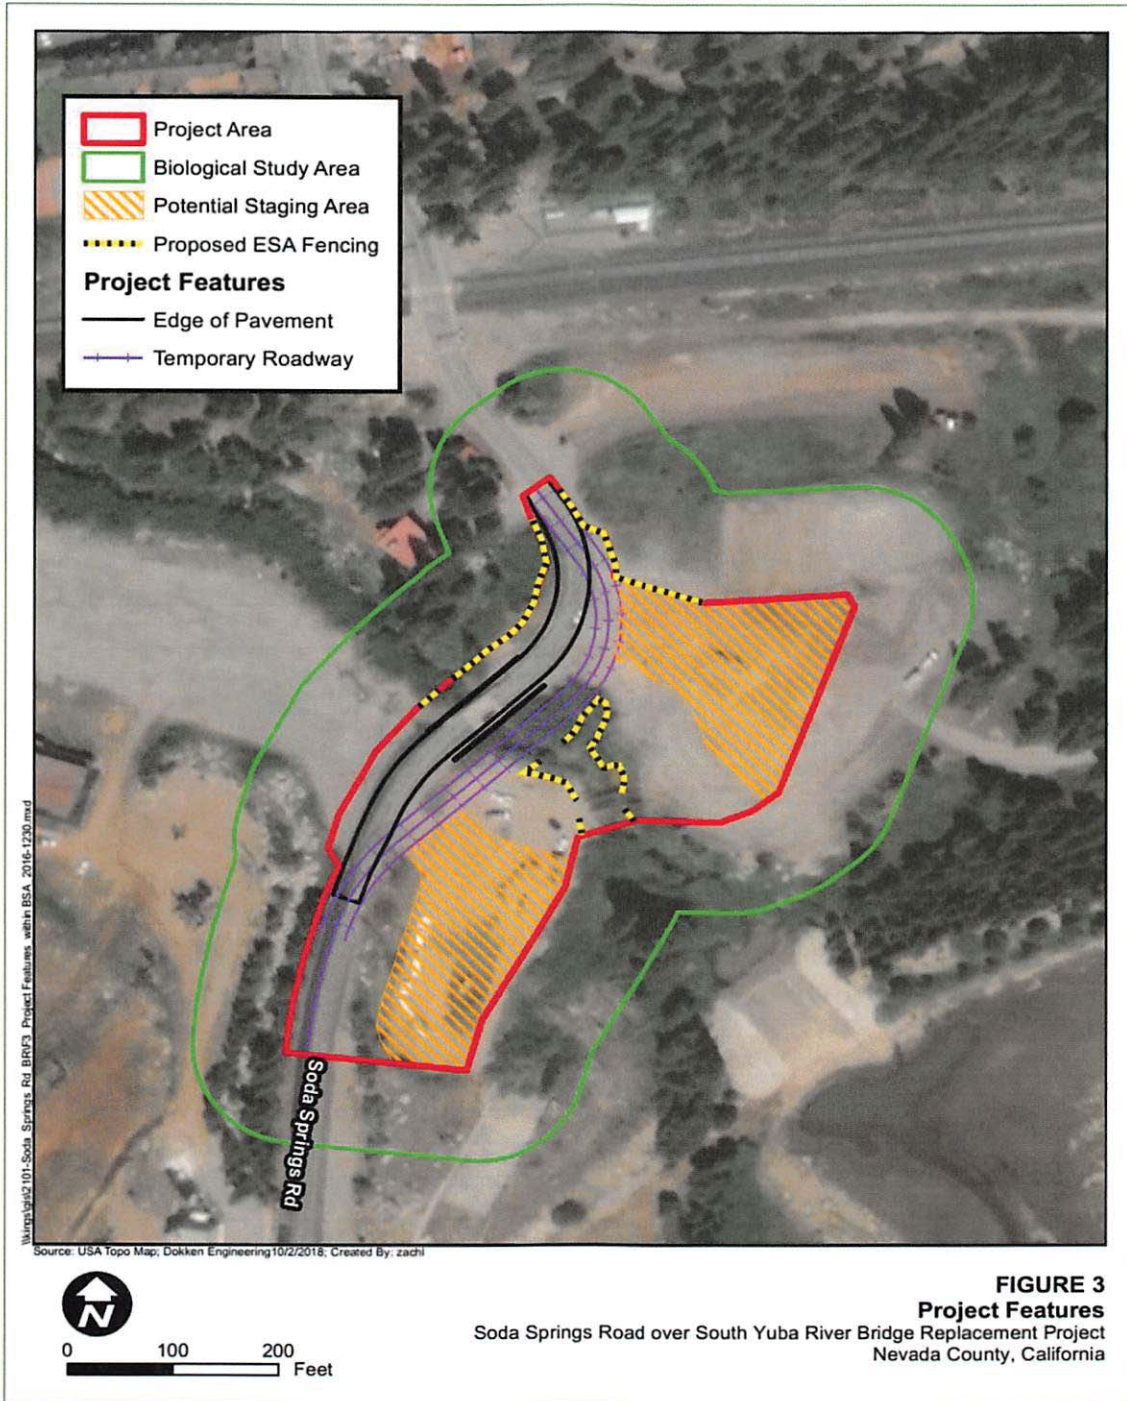 Project Area
Biological Study Area
Potential Staging Area
Proposed ESA Fencing
Project Features
Edge of Pavement
Temporary Roadway
Soda Springs Rd
Source: USA Topo Map; Dokken Engineering10/2/2018; Created By: zachl
N
0 100 200
Feet
FIGURE 3
Project Features
Soda Springs Road over South Yuba River Bridge Replacement Project
Nevada County, California